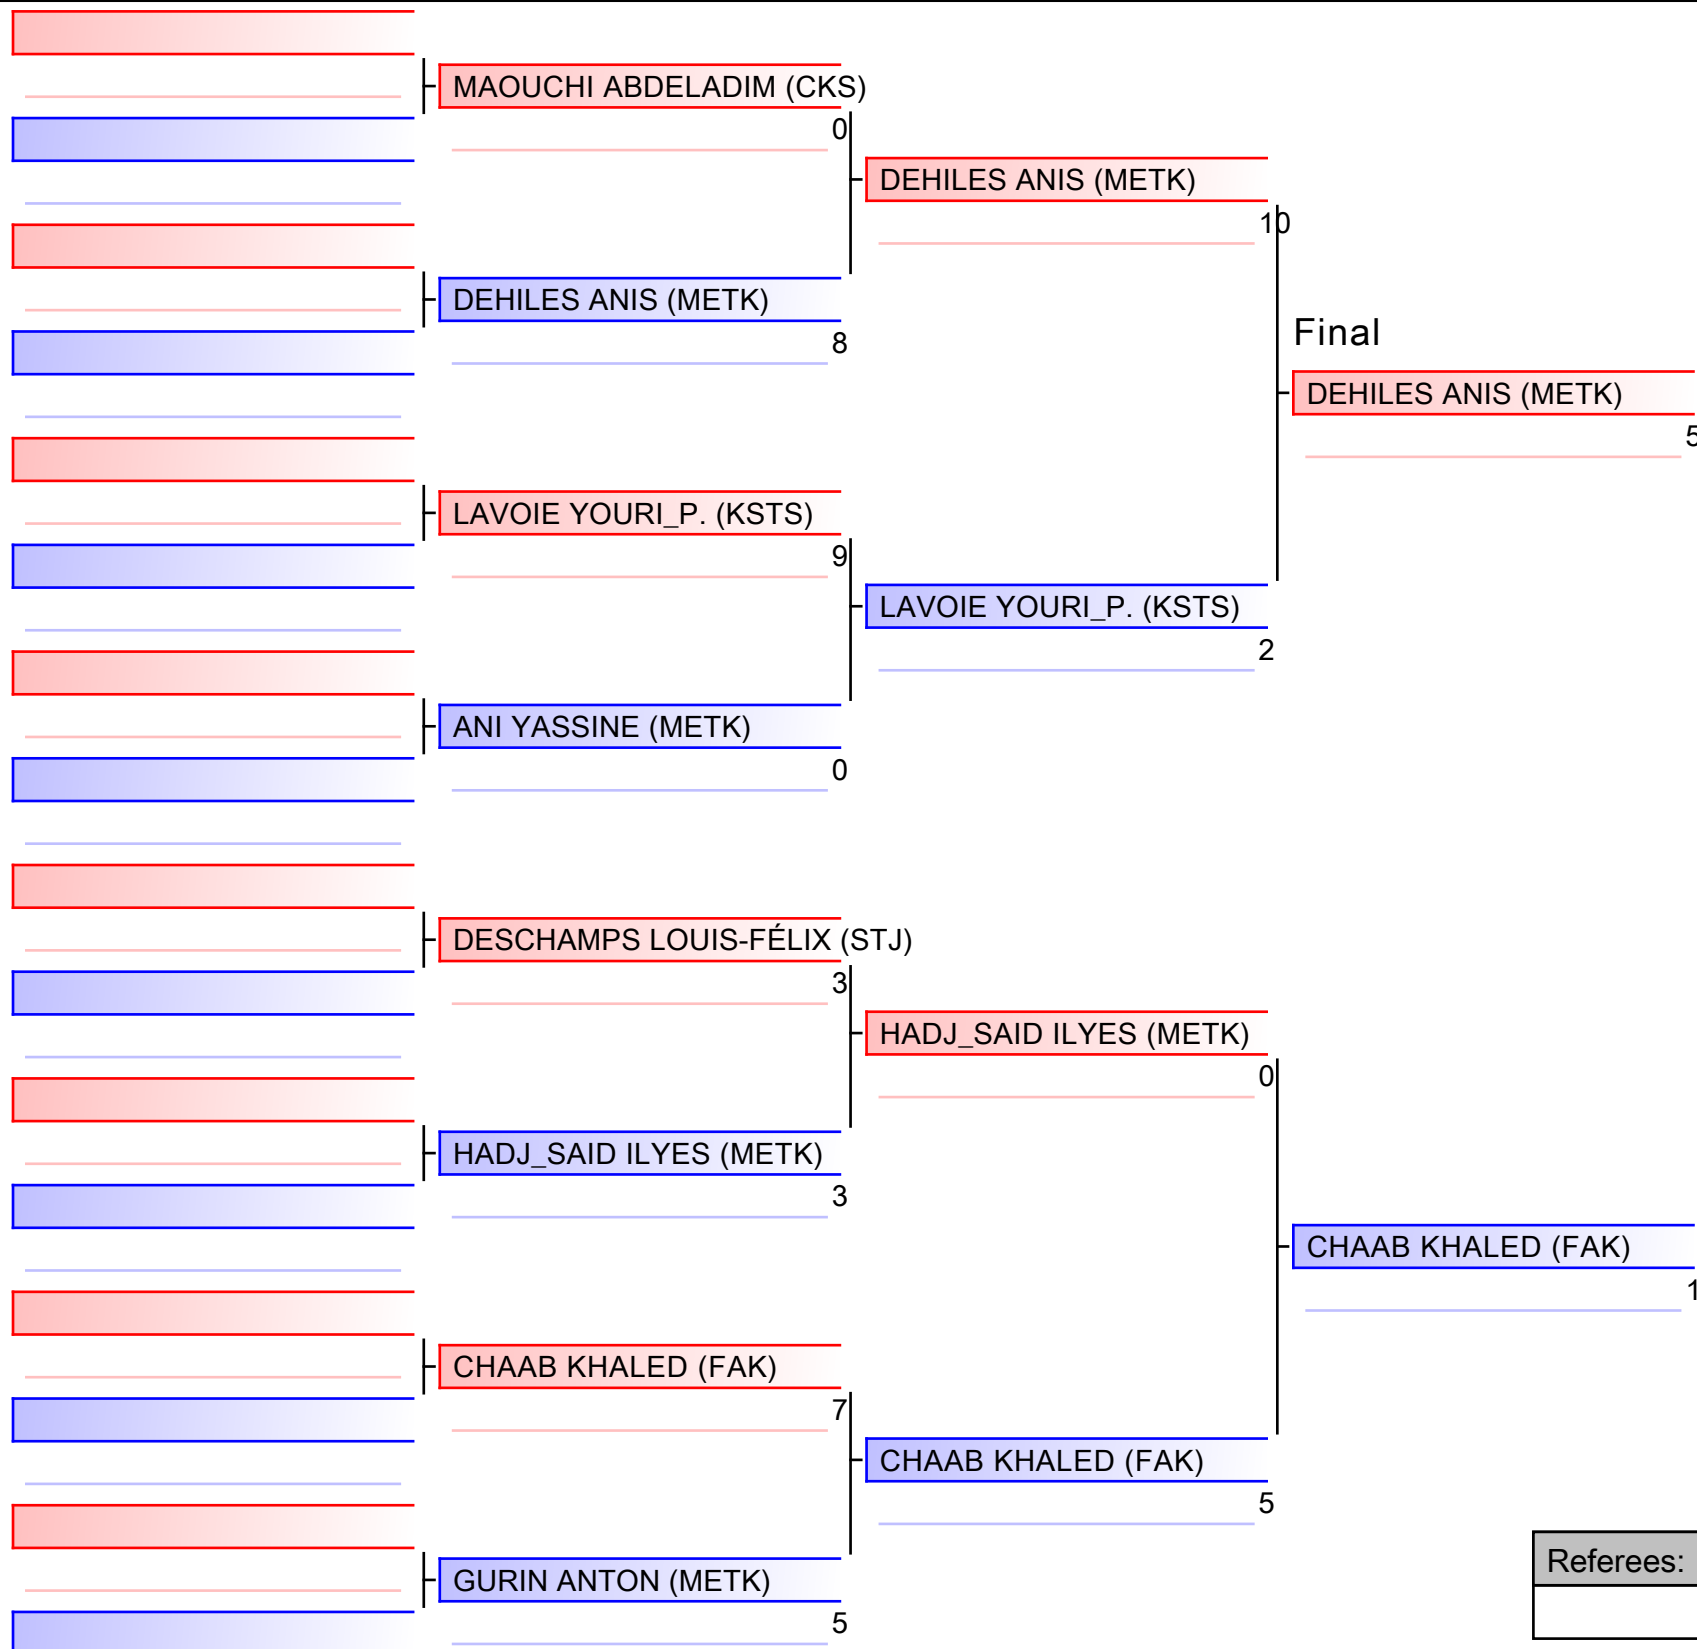 MAOUCHI ABDELADIM (CKS)
0
DEHILES ANIS (METK)
10
DEHILES ANIS (METK)
8
Final
DEHILES ANIS (METK)
5
LAVOIE YOURI_P. (KSTS)
9
LAVOIE YOURI_P. (KSTS)
2
ANI YASSINE (METK)
0
DESCHAMPS LOUIS-FÉLIX (STJ)
3
HADJ_SAID ILYES (METK)
0
HADJ_SAID ILYES (METK)
3
CHAAB KHALED (FAK)
1
CHAAB KHALED (FAK)
7
CHAAB KHALED (FAK)
5
GURIN ANTON (METK)
5
Referees: